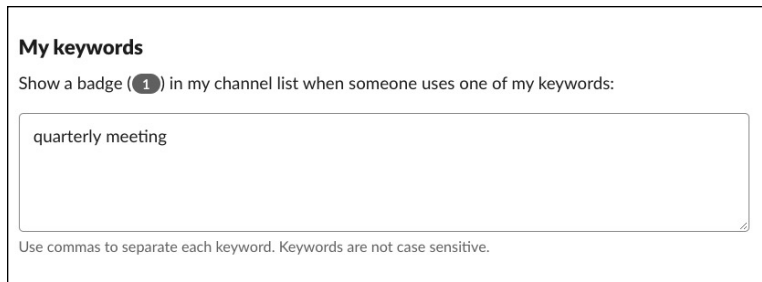 My keywords
Show a badge (1) in my channel list when someone uses one of my keywords:
quarterly meeting
Use commas to separate each keyword. Keywords are not case sensitive.